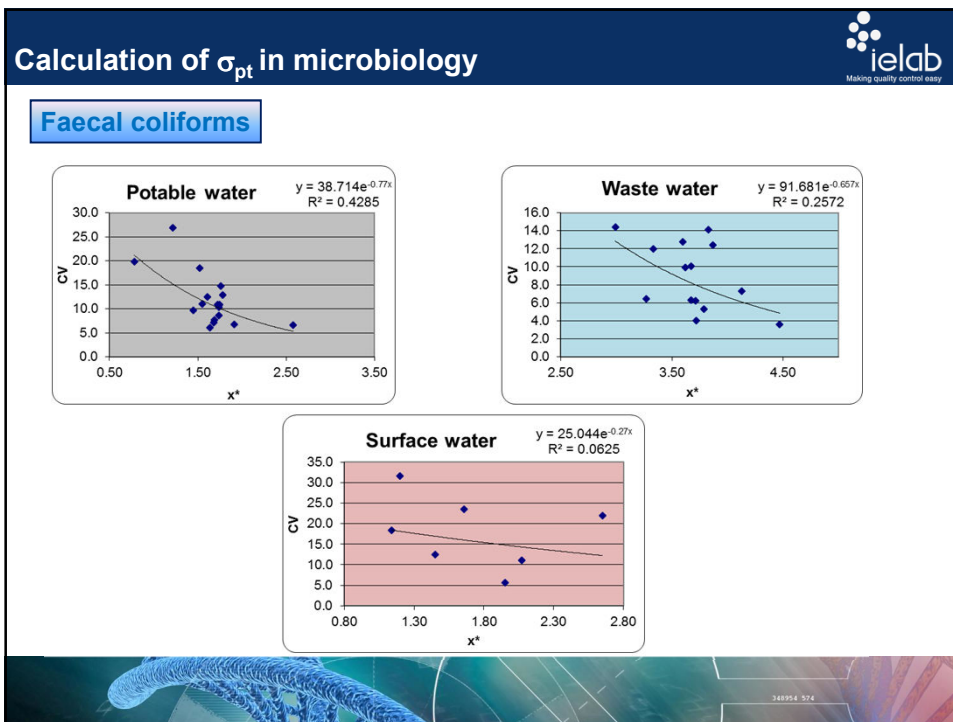 Calculation of σpt in microbiology
ielab
Making quality control easy
Faecal coliforms
Potable water
y = 38.714e-0.77x
R² = 0.4285
30.0
25.0
20.0
15.0
10.0
5.0
0.0
CV
0.50 1.50 2.50 3.50
x*
Waste water
y = 91.681e-0.657x
R² = 0.2572
16.0
14.0
12.0
10.0
8.0
6.0
4.0
2.0
0.0
CV
2.50 3.50 4.50
x*
Surface water
y = 25.044e-0.27x
R² = 0.0625
35.0
30.0
25.0
20.0
15.0
10.0
5.0
0.0
CV
0.80 1.30 1.80 2.30 2.80
x*
348954 574